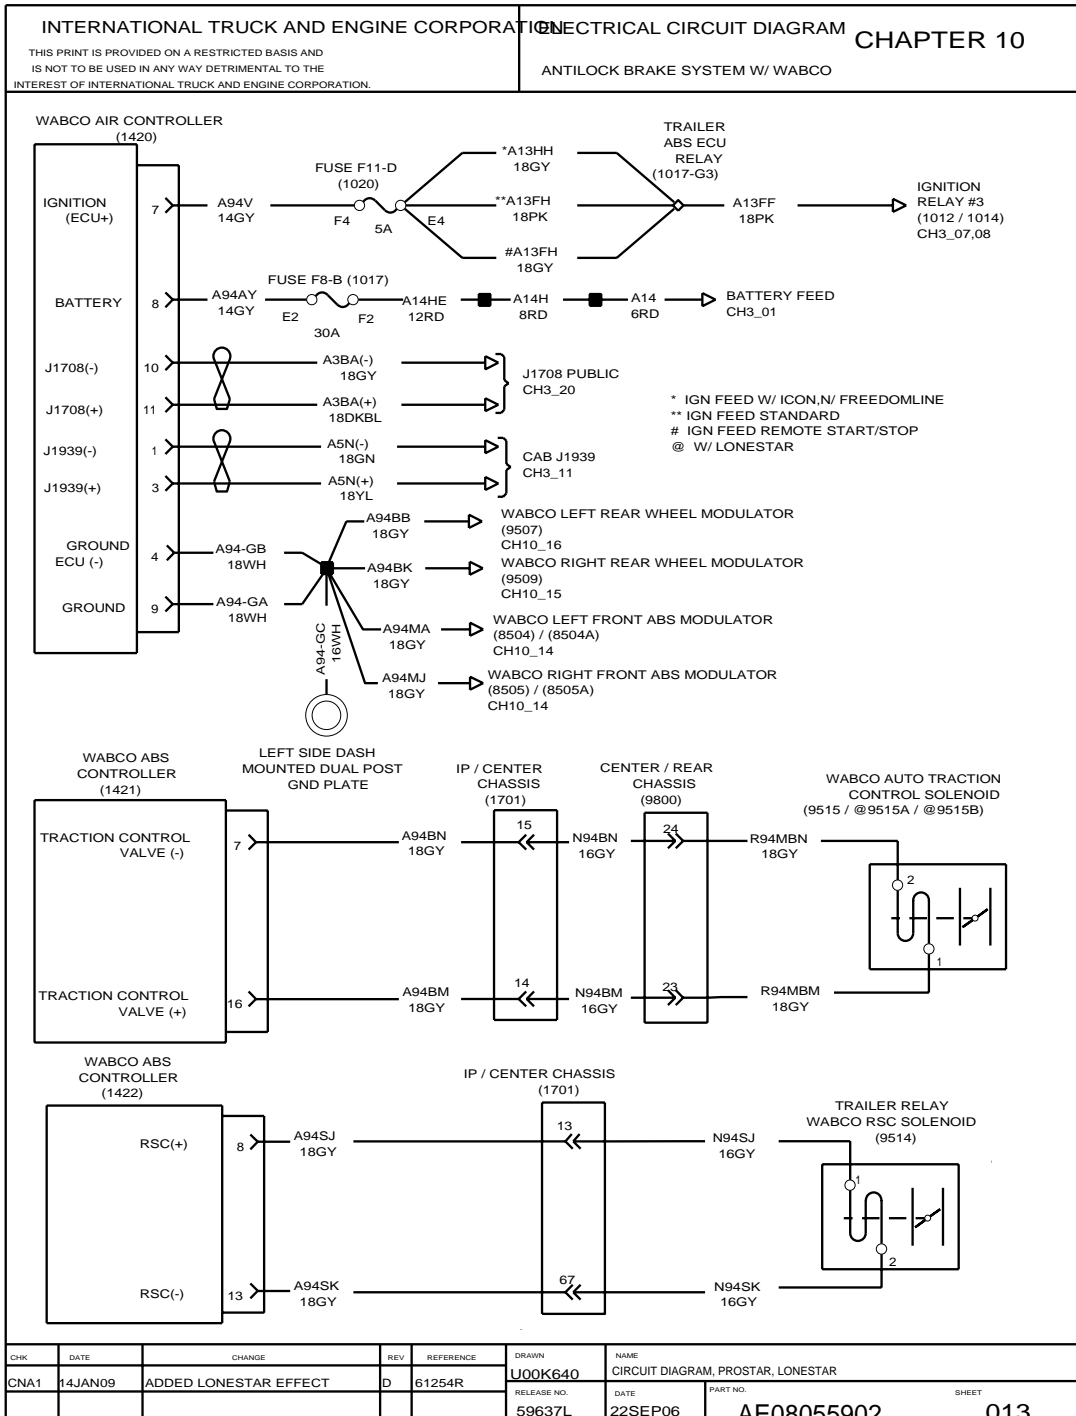 INTERNATIONAL TRUCK AND ENGINE CORPORATION
ELECTRICAL CIRCUIT DIAGRAM
CHAPTER 10
THIS PRINT IS PROVIDED ON A RESTRICTED BASIS AND
IS NOT TO BE USED IN ANY WAY DETRIMENTAL TO THE
INTEREST OF INTERNATIONAL TRUCK AND ENGINE CORPORATION.
ANTILOCK BRAKE SYSTEM W/ WABCO
WABCO AIR CONTROLLER
(1420)
IGNITION
(ECU+)
7
A94V
14GY
FUSE F11-D
(1020)
F4
5A
E4
*A13HH
18GY
**A13FH
18PK
#A13FH
18GY
TRAILER
ABS ECU
RELAY
(1017-G3)
A13FF
18PK
IGNITION
RELAY #3
(1012 / 1014)
CH3_07,08
BATTERY
8
A94AY
14GY
FUSE F8-B (1017)
E2
30A
F2
A14HE
12RD
A14H
8RD
A14
6RD
BATTERY FEED
CH3_01
J1708(-)
10
A3BA(-)
18GY
J1708(+)
11
A3BA(+)
18DKBL
J1708 PUBLIC
CH3_20
* IGN FEED W/ ICON,N/ FREEDOMLINE
** IGN FEED STANDARD
# IGN FEED REMOTE START/STOP
@ W/ LONESTAR
J1939(-)
1
A5N(-)
18GN
J1939(+)
3
A5N(+)
18YL
CAB J1939
CH3_11
GROUND
ECU (-)
4
A94-GB
18WH
GROUND
9
A94-GA
18WH
A94-GC
16WH
A94BB
18GY
WABCO LEFT REAR WHEEL MODULATOR
(9507)
CH10_16
A94BK
18GY
WABCO RIGHT REAR WHEEL MODULATOR
(9509)
CH10_15
A94MA
18GY
WABCO LEFT FRONT ABS MODULATOR
(8504) / (8504A)
CH10_14
A94MJ
18GY
WABCO RIGHT FRONT ABS MODULATOR
(8505) / (8505A)
CH10_14
LEFT SIDE DASH
MOUNTED DUAL POST
GND PLATE
WABCO ABS
CONTROLLER
(1421)
IP / CENTER
CHASSIS
(1701)
CENTER / REAR
CHASSIS
(9800)
WABCO AUTO TRACTION
CONTROL SOLENOID
(9515 / @9515A / @9515B)
TRACTION CONTROL
VALVE (-)
7
A94BN
18GY
15
N94BN
16GY
24
R94MBN
18GY
2
1
TRACTION CONTROL
VALVE (+)
16
A94BM
18GY
14
N94BM
16GY
23
R94MBM
18GY
WABCO ABS
CONTROLLER
(1422)
IP / CENTER CHASSIS
(1701)
TRAILER RELAY
WABCO RSC SOLENOID
(9514)
RSC(+)
8
A94SJ
18GY
13
N94SJ
16GY
1
2
RSC(-)
13
A94SK
18GY
67
N94SK
16GY
CHK DATE CHANGE REV REFERENCE
CNA1 14JAN09 ADDED LONESTAR EFFECT D 61254R
DRAWN
U00K640
NAME
CIRCUIT DIAGRAM, PROSTAR, LONESTAR
RELEASE NO.
59637L
DATE
22SEP06
PART NO.
AE08055902
SHEET
013